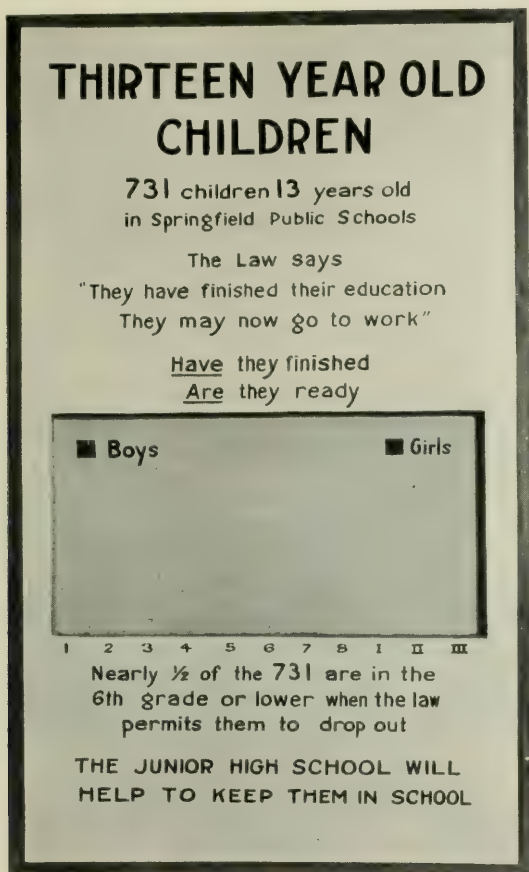 THIRTEEN YEAR OLD
CHILDREN
731 children 13 years old
in Springfield Public Schools
The Law says
"They have finished their education
They may now go to work"
Have they finished
Are they ready
Boys Girls
1 2 3 4 5 6 7 8 I II III
Nearly ½ of the 731 are in the
6th grade or lower when the law
permits them to drop out
THE JUNIOR HIGH SCHOOL WILL
HELP TO KEEP THEM IN SCHOOL